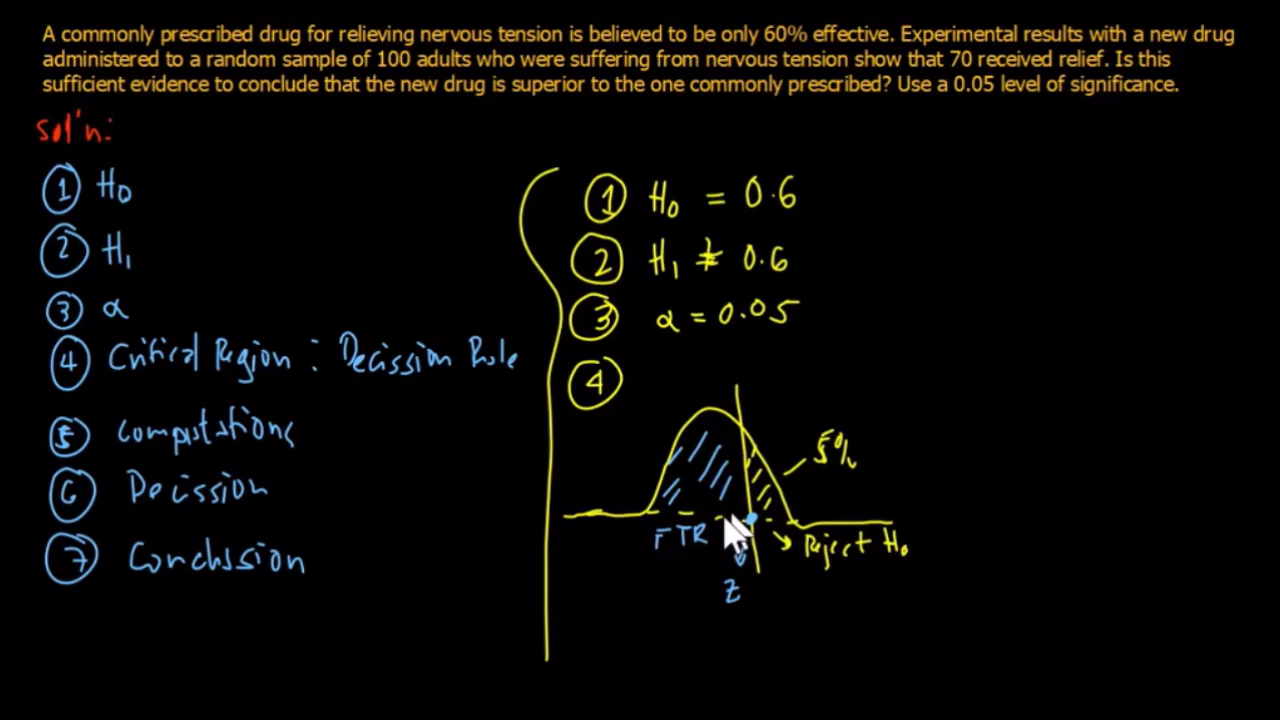 A commonly prescribed drug for relieving nervous tension is believed to be only 60% effective. Experimental results with a new drug
administered to a random sample of 100 adults who were suffering from nervous tension show that 70 received relief. Is this
sufficient evidence to conclude that the new drug is superior to the one commonly prescribed? Use a 0.05 level of significance.
Sol'n:
① H₀
② H₁
③ α
④ Critical Region : Decission Rule
⑤ Computations
⑥ Decission
⑦ Conclussion
① H₀ = 0.6
② H₁ ≠ 0.6
③ α = 0.05
④
5%
FTR
Reject H₀
Z